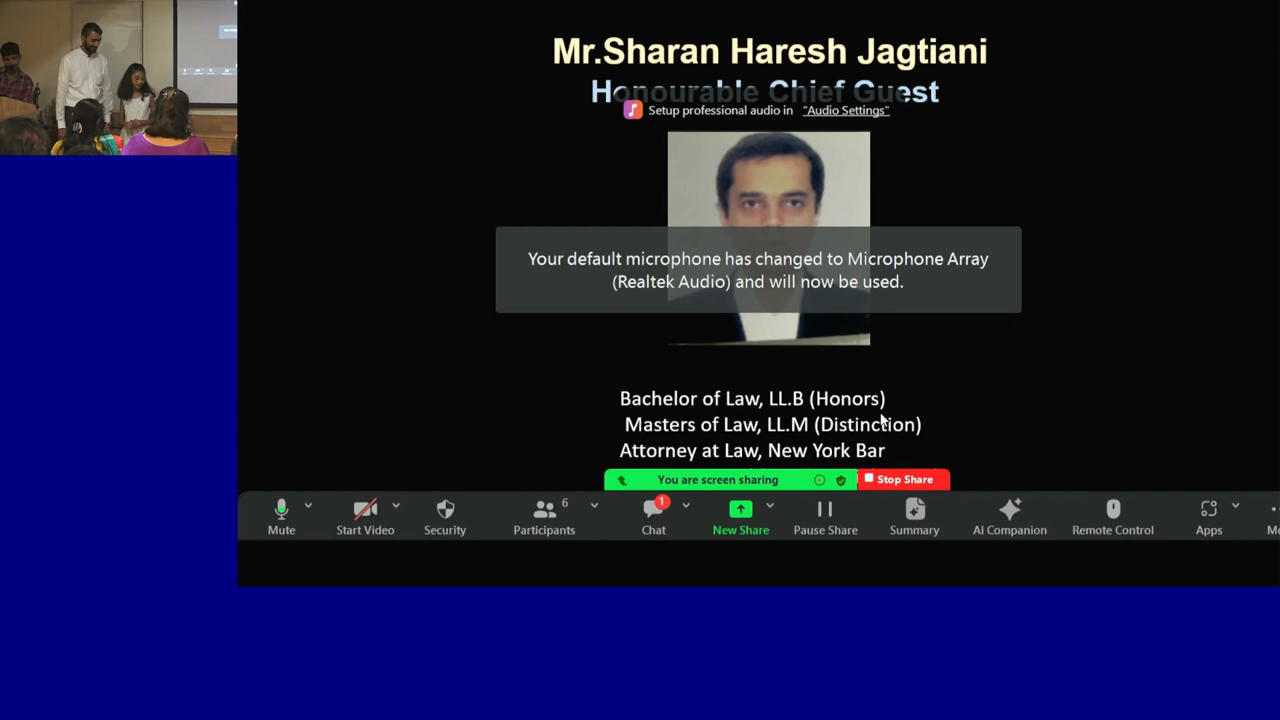 Mr.Sharan Haresh Jagtiani
Honourable Chief Guest
Setup professional audio in "Audio Settings"
Your default microphone has changed to Microphone Array
(Realtek Audio) and will now be used.
Bachelor of Law, LL.B (Honors)
Masters of Law, LL.M (Distinction)
Attorney at Law, New York Bar
You are screen sharing
Stop Share
6
1
Mute
Start Video
Security
Participants
Chat
New Share
Pause Share
Summary
AI Companion
Remote Control
Apps